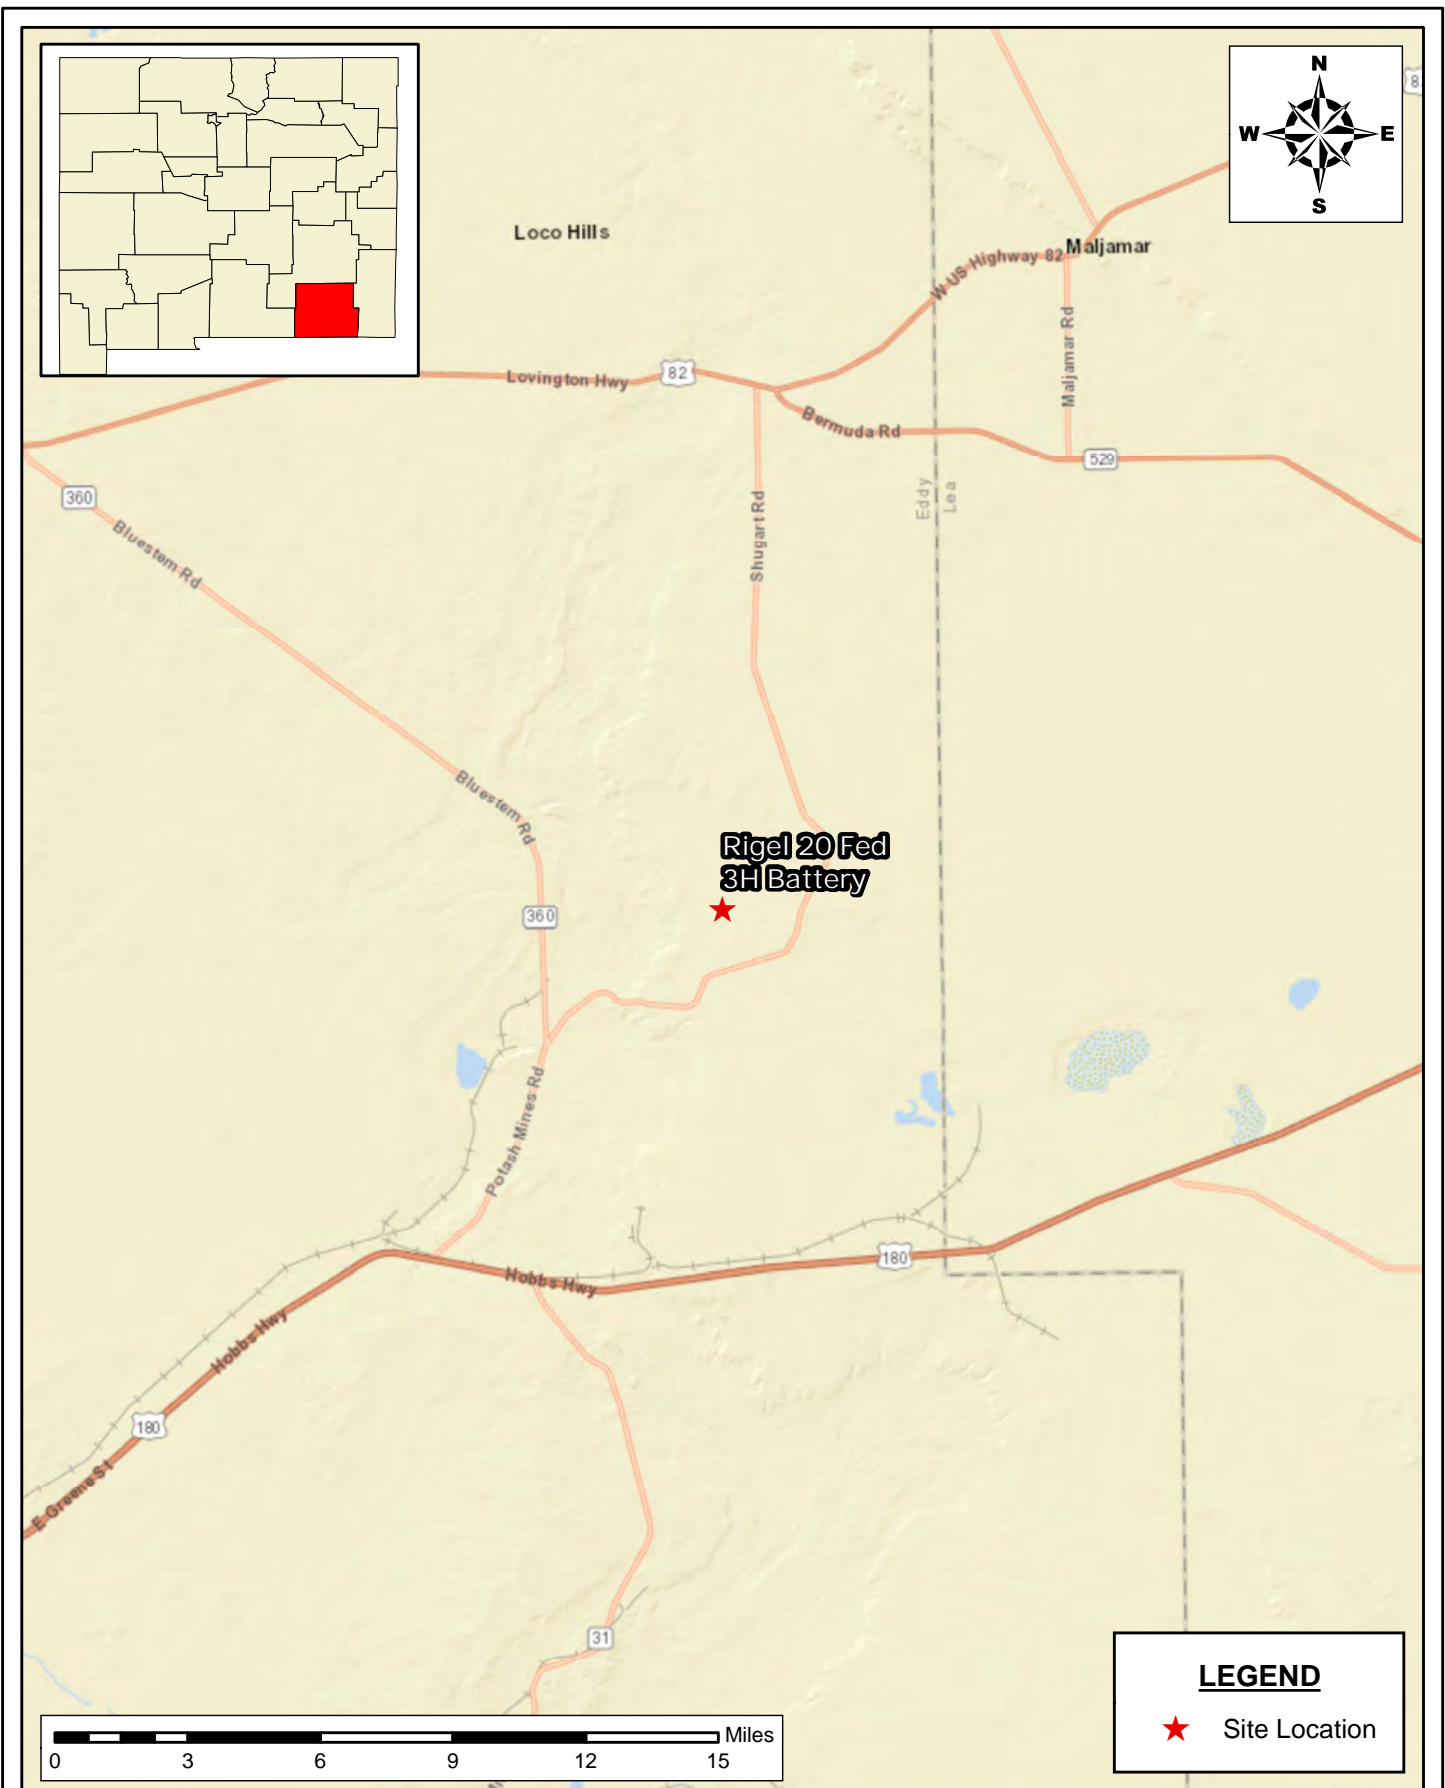 N
W
E
S
Loco Hills
Maljamar
W US Highway 82
Lovington Hwy
82
Bermuda Rd
Maljamar Rd
529
360
Bluestem Rd
Shugart Rd
Eddy
Lea
Bluestem Rd
Rigel 20 Fed
3H Battery
360
Potash Mines Rd
180
Hobbs Hwy
Hobbs Hwy
180
E Greene St
31
LEGEND
Site Location
Miles
0 3 6 9 12 15